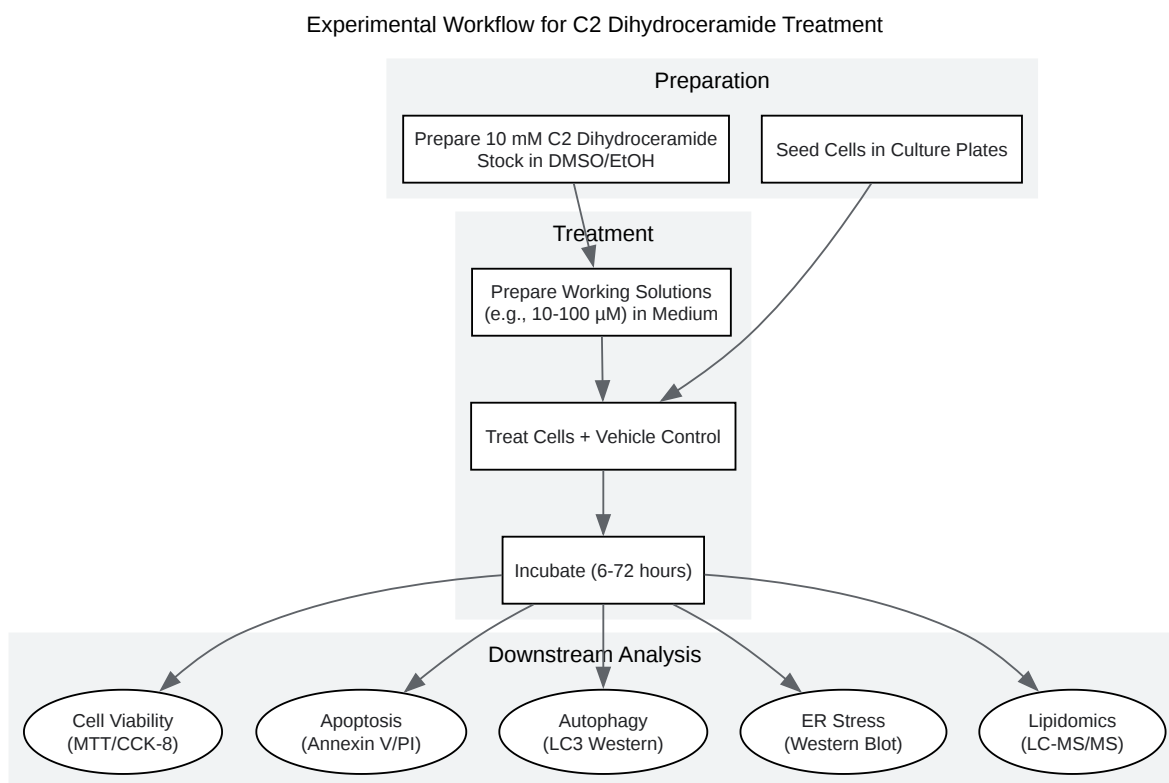 Experimental Workflow for C2 Dihydroceramide Treatment
Preparation
Prepare 10 mM C2 Dihydroceramide
Stock in DMSO/EtOH
Seed Cells in Culture Plates
Treatment
Prepare Working Solutions
(e.g., 10-100 µM) in Medium
Treat Cells + Vehicle Control
Incubate (6-72 hours)
Downstream Analysis
Cell Viability
(MTT/CCK-8)
Apoptosis
(Annexin V/PI)
Autophagy
(LC3 Western)
ER Stress
(Western Blot)
Lipidomics
(LC-MS/MS)